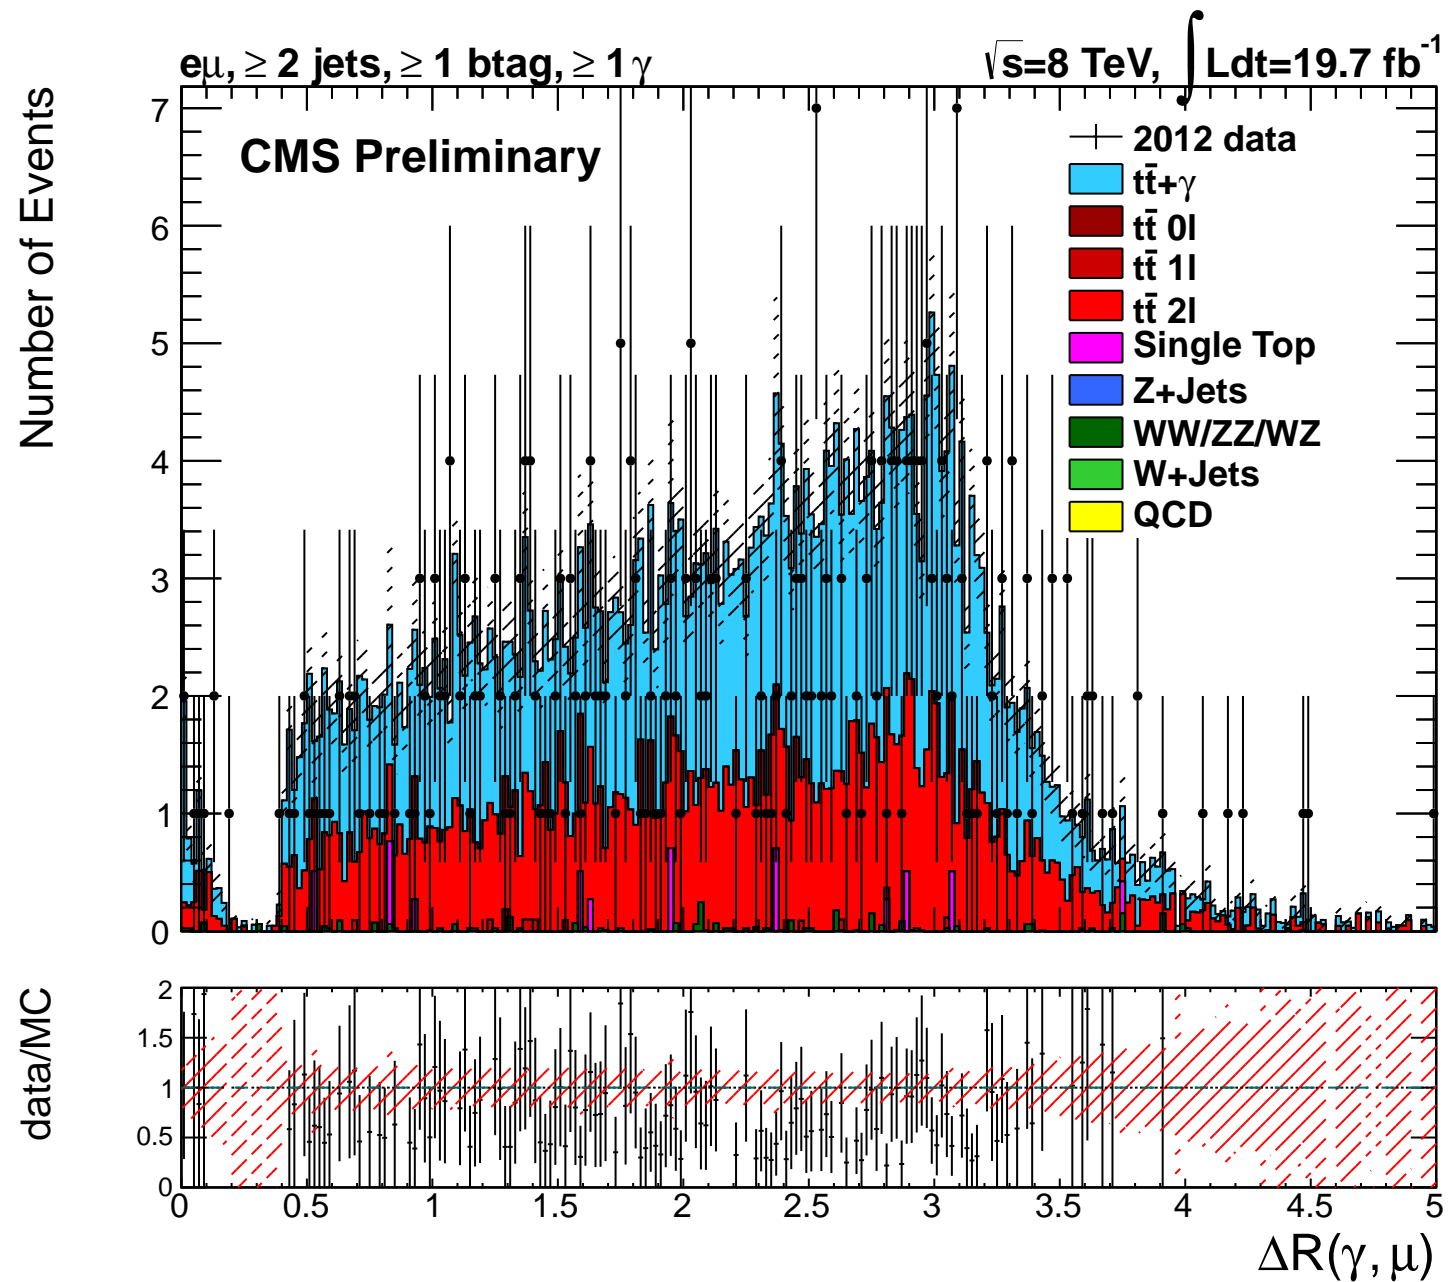 eμ, ≥ 2 jets, ≥ 1 btag, ≥ 1 γ
√s=8 TeV, ∫ Ldt=19.7 fb⁻¹
CMS Preliminary
Number of Events
7
6
5
4
3
2
1
0
2012 data
tt̄+γ
tt̄ 0l
tt̄ 1l
tt̄ 2l
Single Top
Z+Jets
WW/ZZ/WZ
W+Jets
QCD
data/MC
2
1.5
1
0.5
0
0 0.5 1 1.5 2 2.5 3 3.5 4 4.5 5
ΔR(γ, μ)